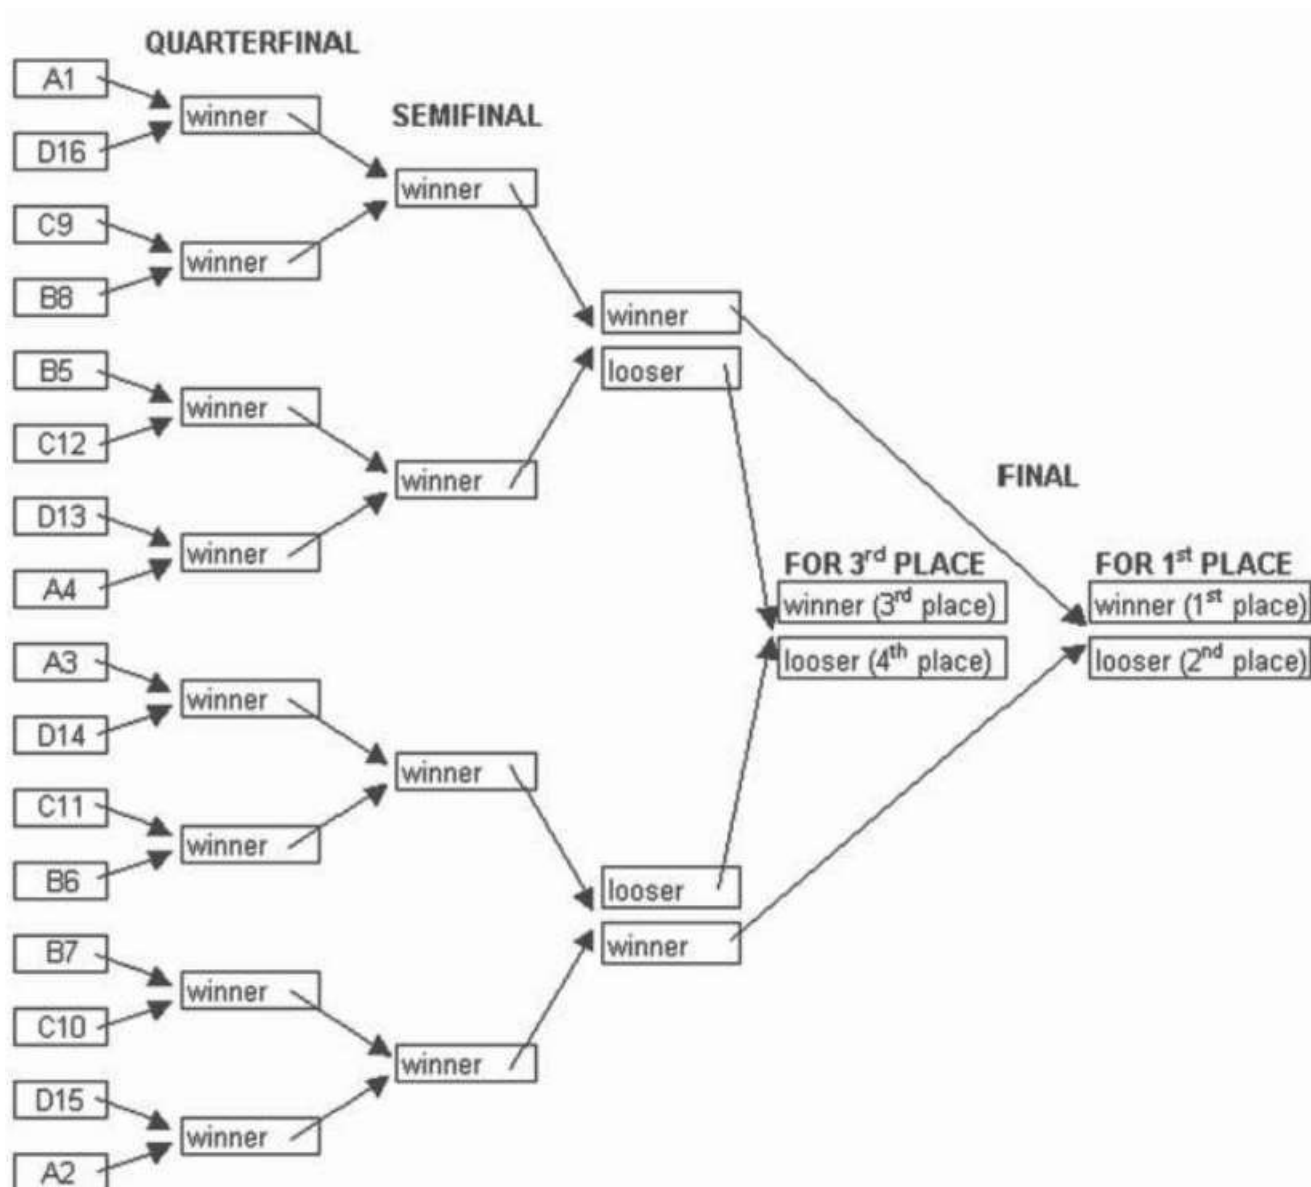 QUARTERFINAL
A1
winner
SEMIFINAL
D16
winner
C9
winner
B8
winner
B5
looser
winner
C12
winner
FINAL
D13
winner
FOR 3rd PLACE
FOR 1st PLACE
A4
winner (3rd place)
winner (1st place)
A3
looser (4th place)
looser (2nd place)
winner
D14
winner
C11
winner
B6
looser
B7
winner
winner
C10
winner
D15
winner
A2